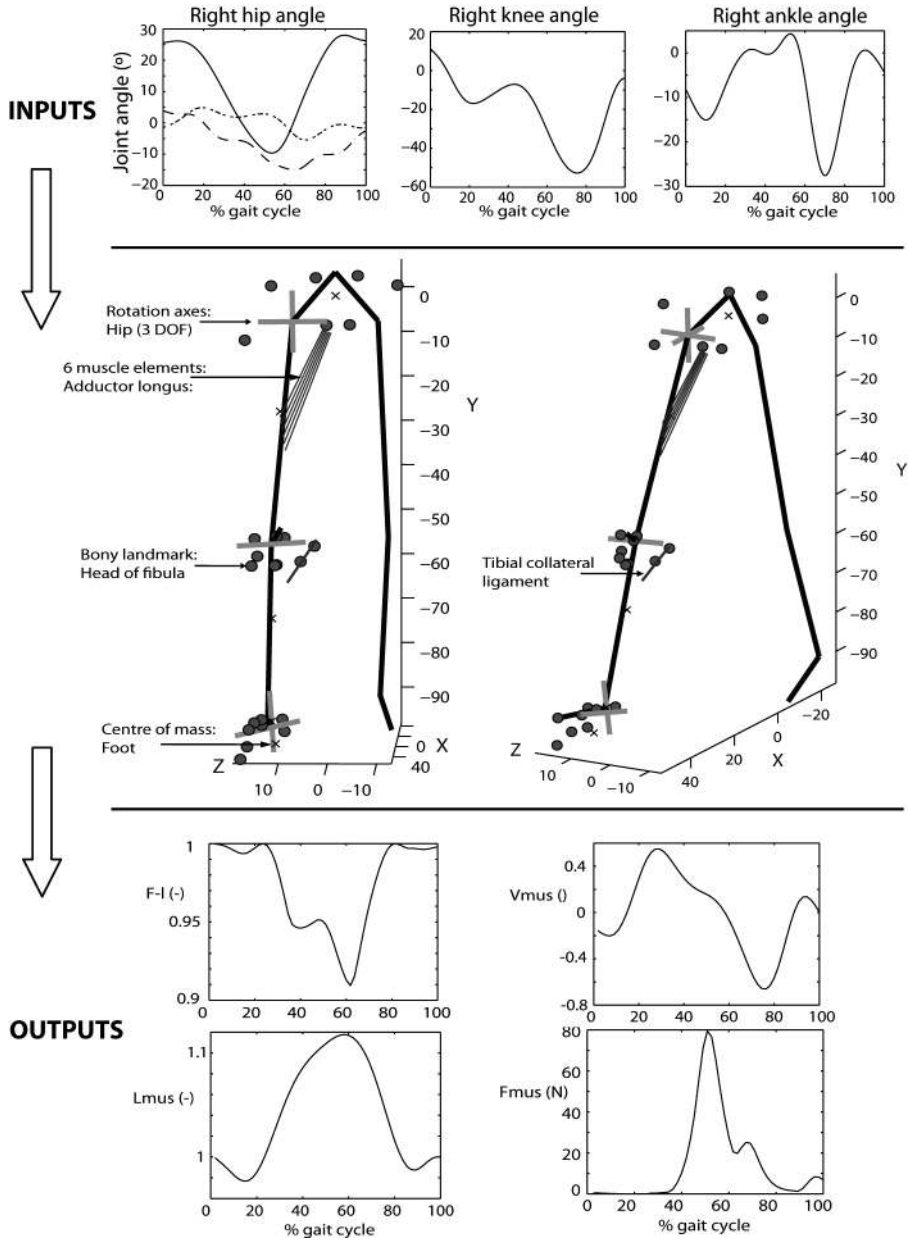 Right hip angle
Right knee angle
Right ankle angle
INPUTS
Joint angle (º)
30
20
10
0
−10
−20
0 20 40 60 80 100
% gait cycle
20
0
−20
−40
−60
0 20 40 60 80 100
% gait cycle
0
−10
−20
−30
0 20 40 60 80 100
% gait cycle
Rotation axes:
Hip (3 DOF)
6 muscle elements:
Adductor longus:
Bony landmark:
Head of fibula
Centre of mass:
Foot
0
−10
−20
−30
−40
−50
−60
−70
−80
−90
Y
Z
10 0 −10
0
40
X
Tibial collateral
ligament
0
−10
−20
−30
−40
−50
−60
−70
−80
−90
Y
Z
10 0 −10
40
20
0
−20
X
OUTPUTS
F-l (-)
1
0.95
0.9
0 20 40 60 80 100
Vmus ()
0.4
0
-0.4
-0.8
0 20 40 60 80 100
Lmus (-)
1.1
1
0 20 40 60 80 100
% gait cycle
Fmus (N)
80
60
40
20
0
0 20 40 60 80 100
% gait cycle